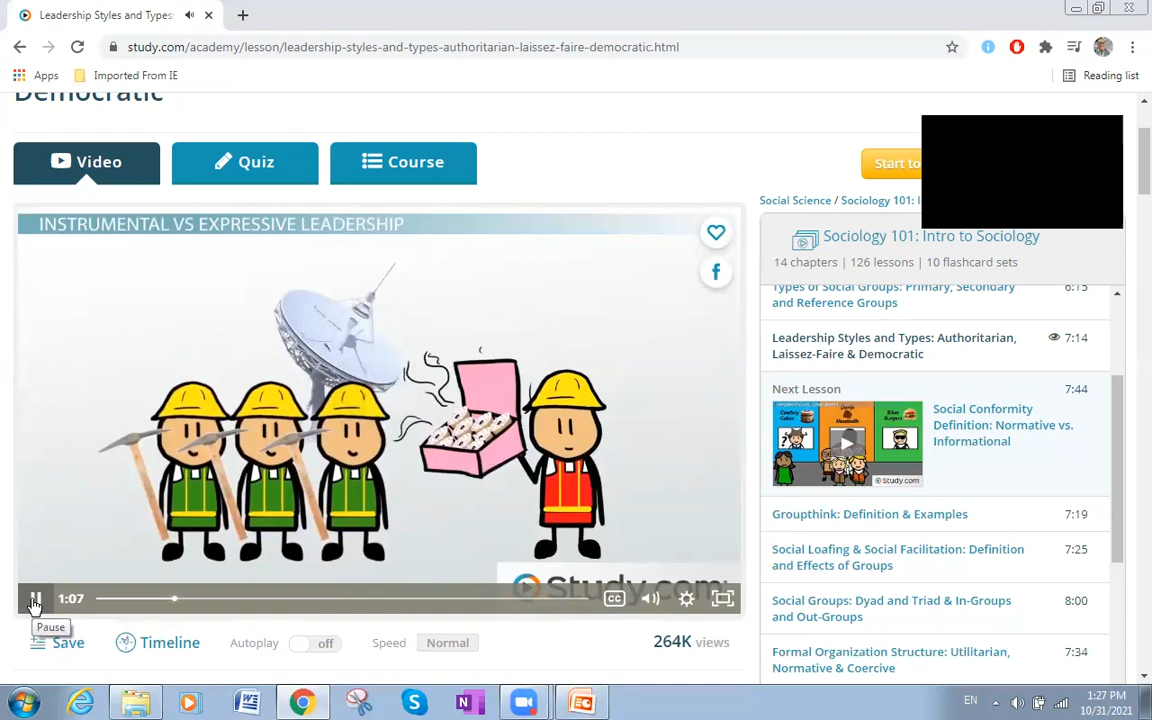 Leadership Styles and Types:
study.com/academy/lesson/leadership-styles-and-types-authoritarian-laissez-faire-democratic.html
Apps
Imported From IE
Reading list
Democratic
Video
Quiz
Course
Start
Social Science / Sociology 101:
INSTRUMENTAL VS EXPRESSIVE LEADERSHIP
Sociology 101: Intro to Sociology
14 chapters | 126 lessons | 10 flashcard sets
Types of Social Groups: Primary, Secondary
and Reference Groups
6:15
Leadership Styles and Types: Authoritarian,
Laissez-Faire & Democratic
7:14
Next Lesson
7:44
Social Conformity
Definition: Normative vs.
Informational
Study.com
Groupthink: Definition & Examples
7:19
Social Loafing & Social Facilitation: Definition
and Effects of Groups
7:25
Social Groups: Dyad and Triad & In-Groups
and Out-Groups
8:00
Formal Organization Structure: Utilitarian,
Normative & Coercive
7:34
Study.com
1:07
CC
Pause
Save
Timeline
Autoplay
off
Speed
Normal
264K views
EN
1:27 PM
10/31/2021